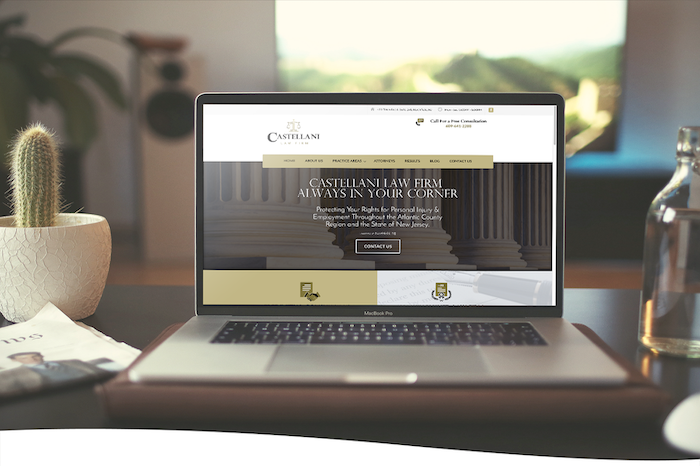 Call For a Free Consultation
609 641 2288
CASTELLANI
LAW FIRM
HOME ABOUT US PRACTICE AREAS ATTORNEYS RESULTS BLOG CONTACT US
CASTELLANI LAW FIRM
ALWAYS IN YOUR CORNER
Protecting Your Rights for Personal Injury &
Employment Throughout the Atlantic County
Region and the State of New Jersey.
CONTACT US
MacBook Pro